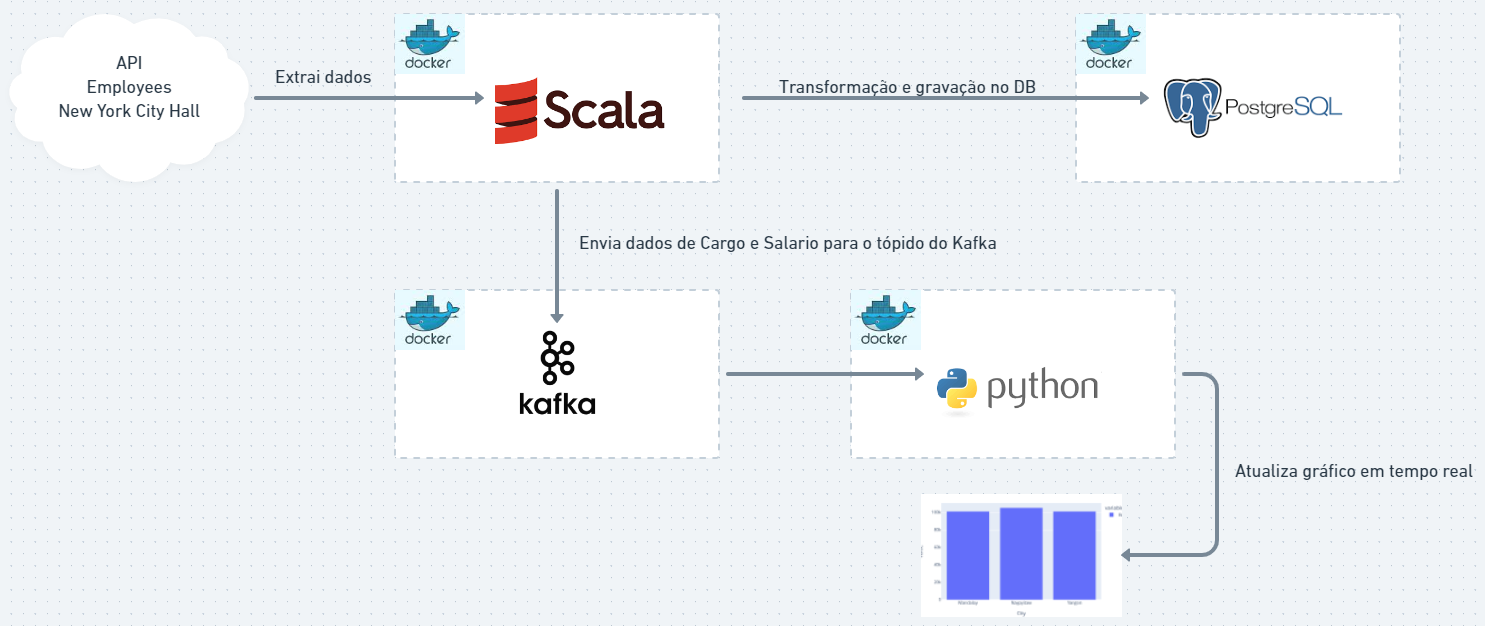 API
Employees
New York City Hall
Extrai dados
docker
Scala
Transformação e gravação no DB
docker
PostgreSQL
Envia dados de Cargo e Salario para o tópido do Kafka
docker
kafka
docker
python
Atualiza gráfico em tempo real
City